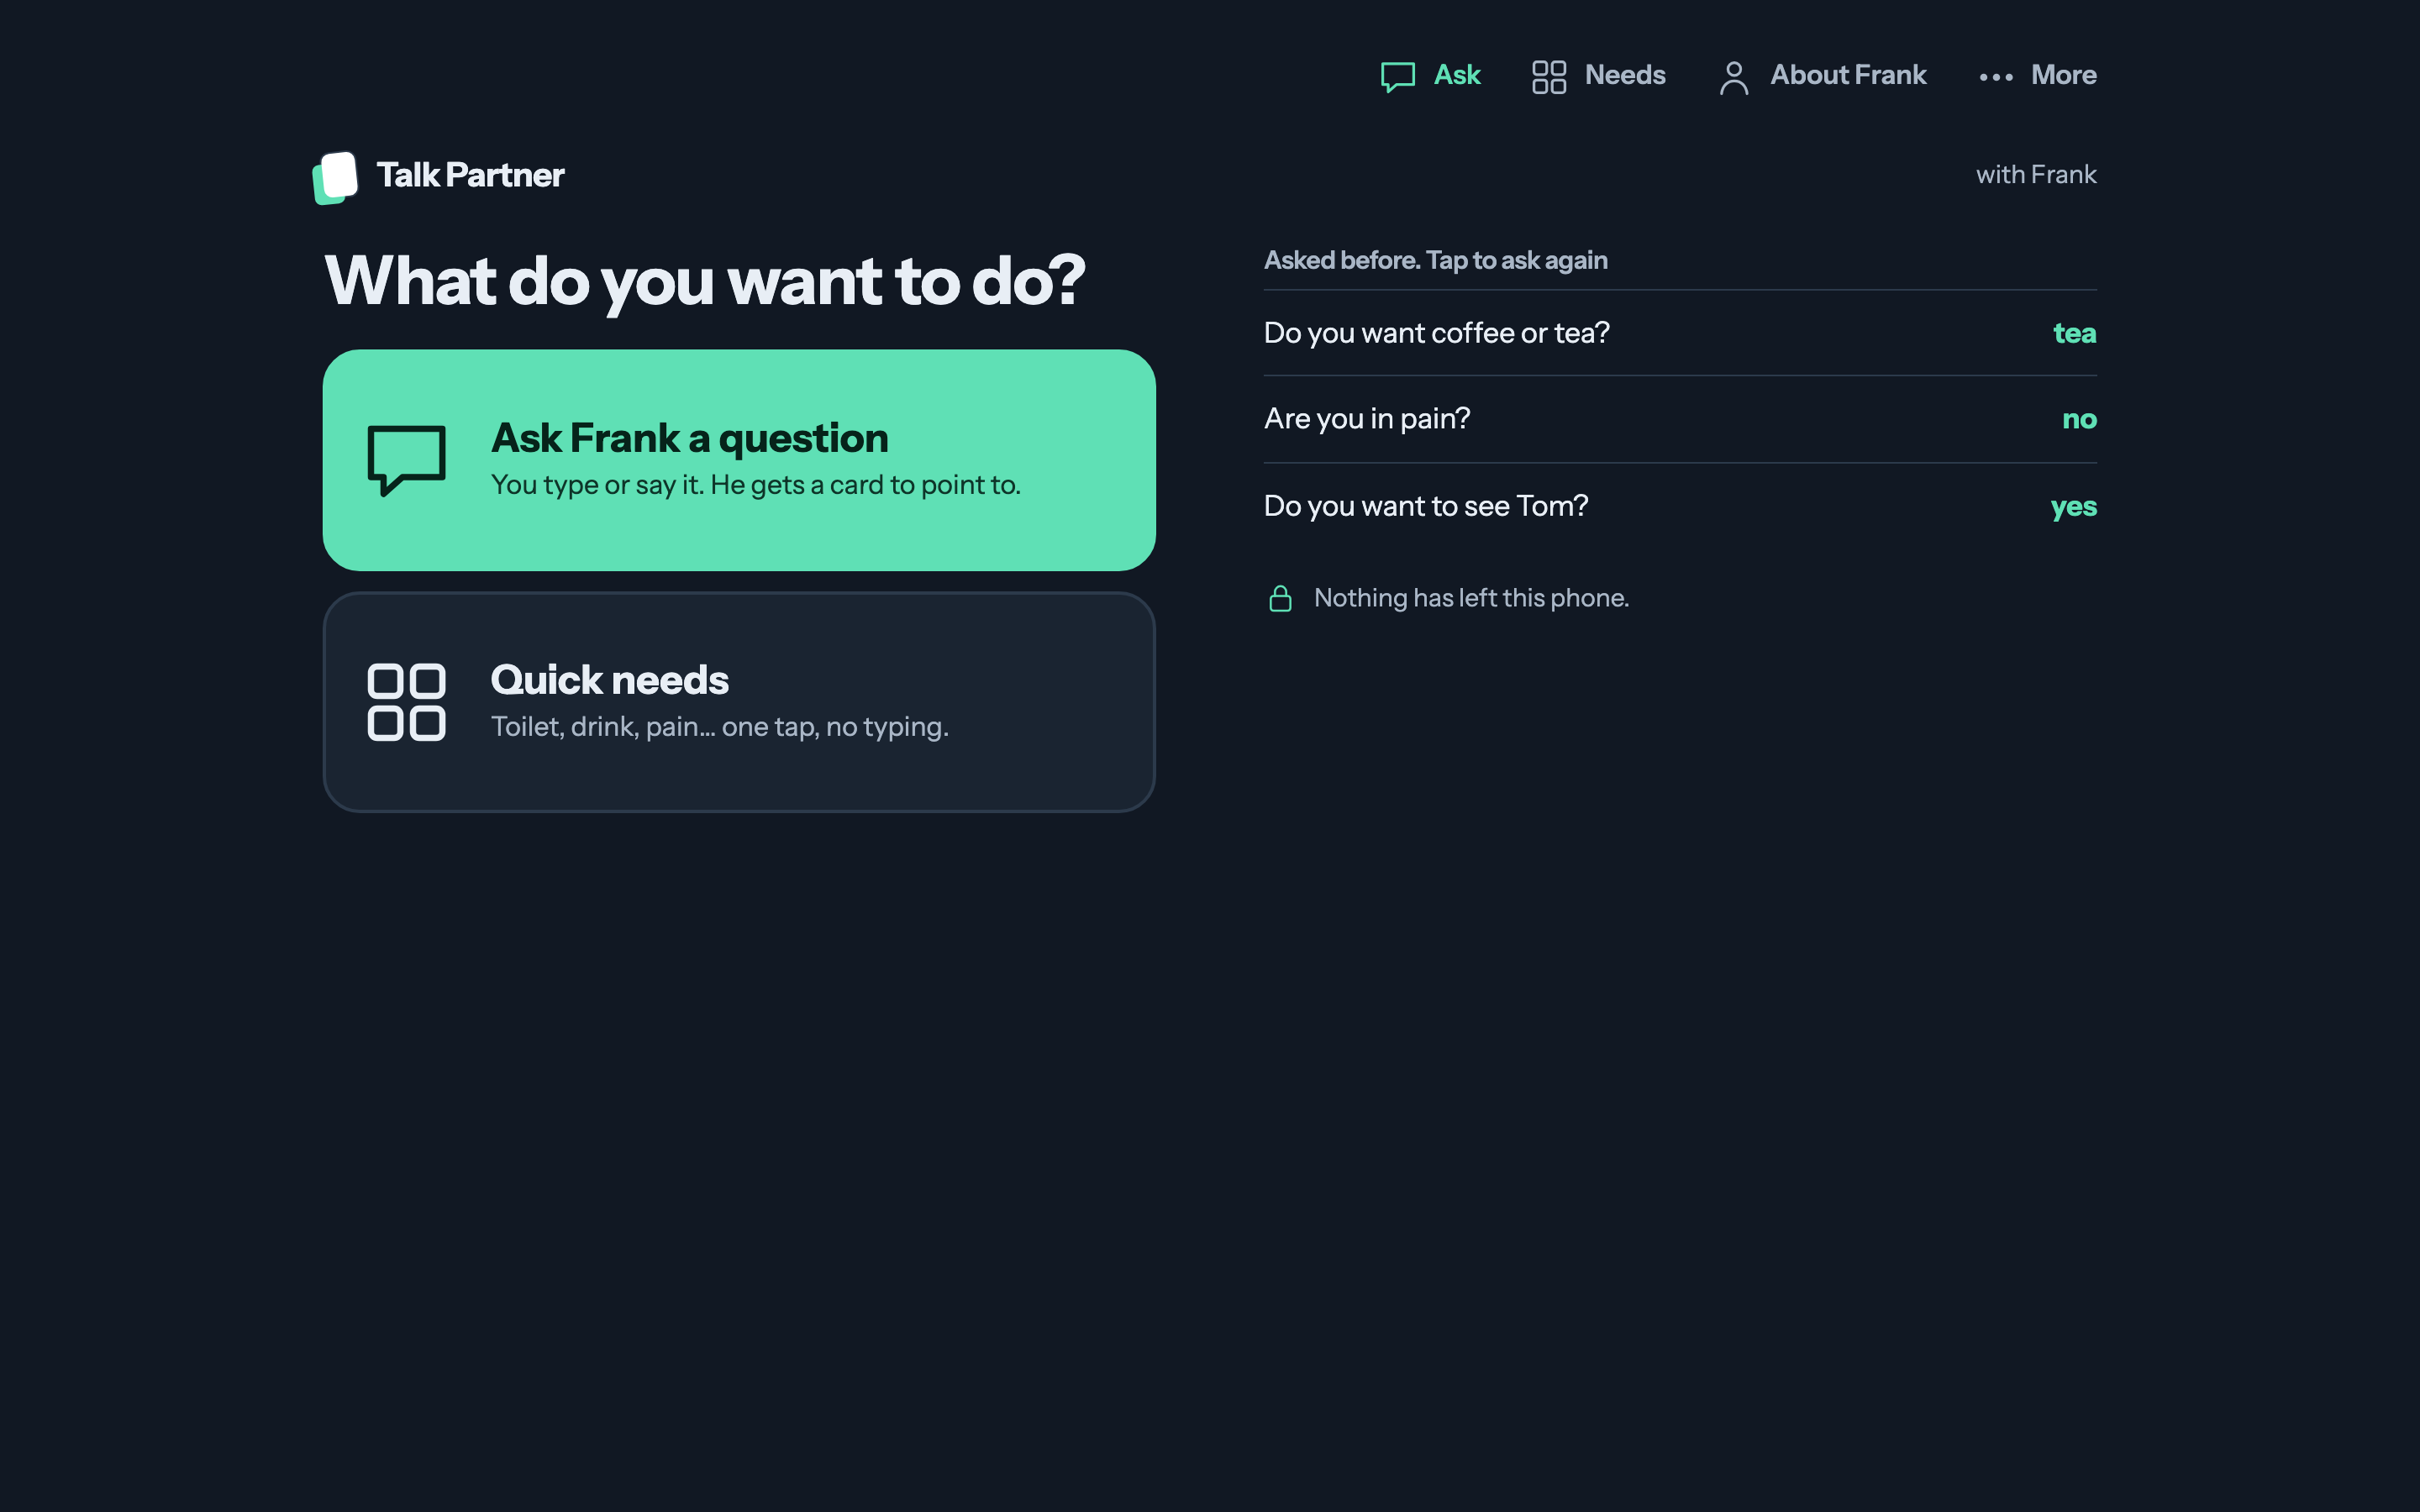 Ask
Needs
About Frank
More
Talk Partner
with Frank
What do you want to do?
Ask Frank a question
You type or say it. He gets a card to point to.
Quick needs
Toilet, drink, pain... one tap, no typing.
Asked before. Tap to ask again
Do you want coffee or tea? tea
Are you in pain? no
Do you want to see Tom? yes
Nothing has left this phone.